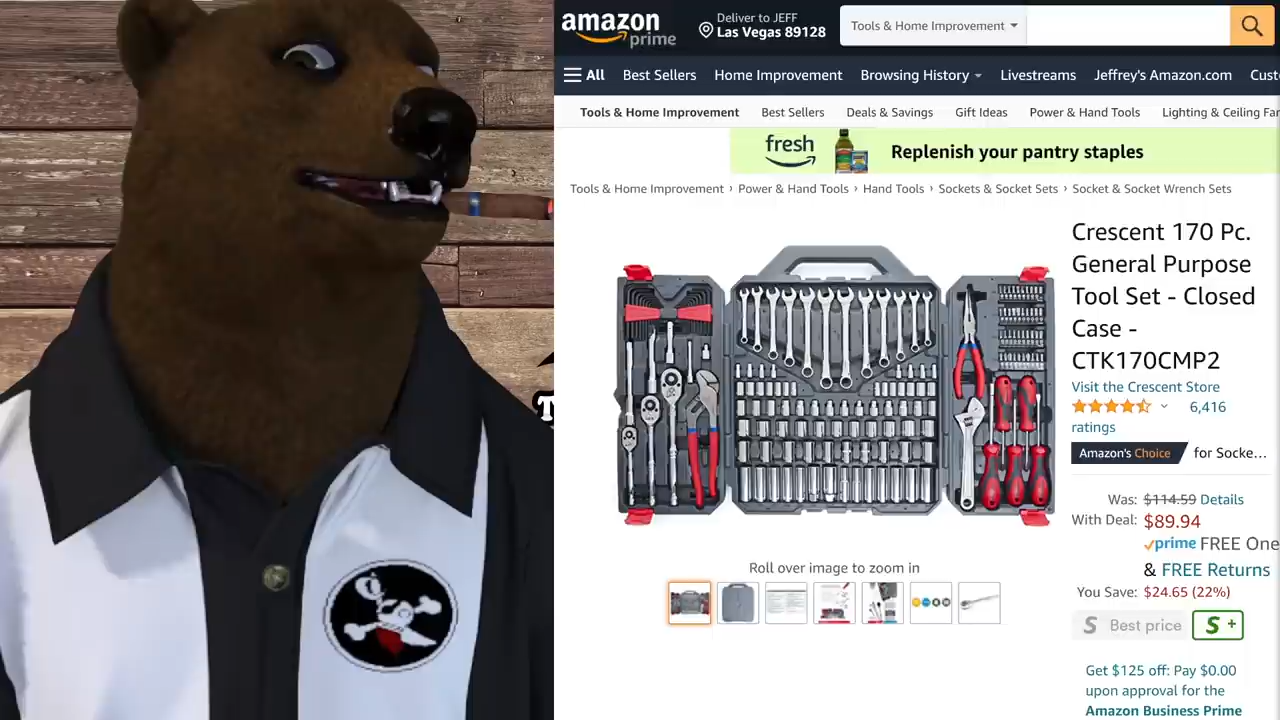 amazon
prime
Deliver to JEFF
Las Vegas 89128
Tools & Home Improvement
All Best Sellers Home Improvement Browsing History Livestreams Jeffrey's Amazon.com Cust
Tools & Home Improvement Best Sellers Deals & Savings Gift Ideas Power & Hand Tools Lighting & Ceiling Fan
fresh Replenish your pantry staples
Tools & Home Improvement › Power & Hand Tools › Hand Tools › Sockets & Socket Sets › Socket & Socket Wrench Sets
Crescent 170 Pc.
General Purpose
Tool Set - Closed
Case -
CTK170CMP2
Visit the Crescent Store
6,416
ratings
Amazon's Choice for Socke...
Was: $114.59 Details
With Deal: $89.94
prime FREE One
& FREE Returns
You Save: $24.65 (22%)
S Best price S +
Roll over image to zoom in
Get $125 off: Pay $0.00
upon approval for the
Amazon Business Prime